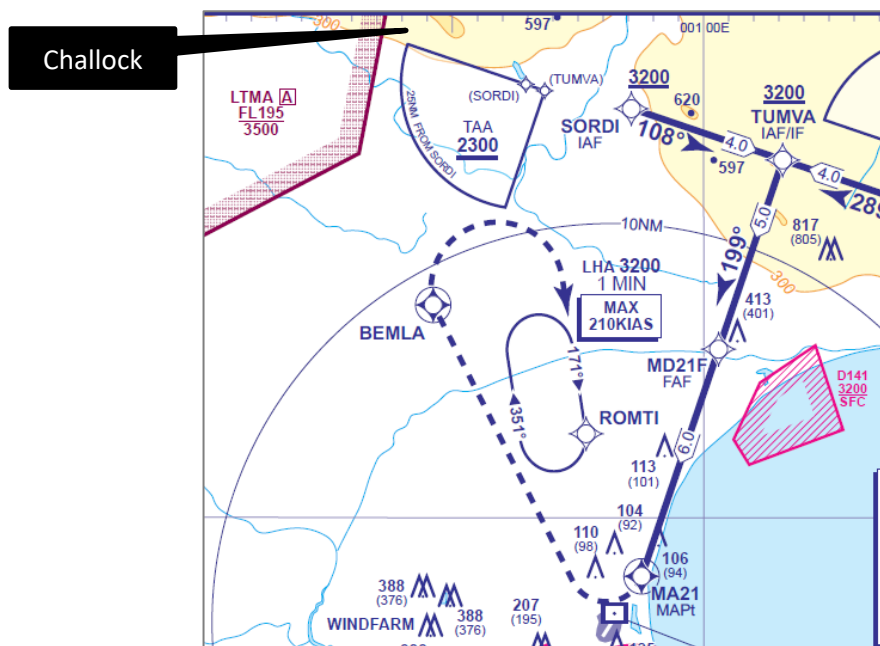 Challock
300
597
001 00E
LTMA A
FL195
3500
(SORDI)
(TUMVA)
TAA
2300
25NM FROM SORDI
3200
SORDI
IAF
108°
620
4.0
597
3200
TUMVA
IAF/IF
4.0
289
5.0
199°
817
(805)
10NM
300
LHA 3200
1 MIN
MAX
210KIAS
413
(401)
BEMLA
MD21F
FAF
D141
3200
SFC
171°
351°
ROMTI
6.0
113
(101)
104
(92)
110
(98)
106
(94)
MA21
MAPt
388
(376)
388
(376)
WINDFARM
207
(195)